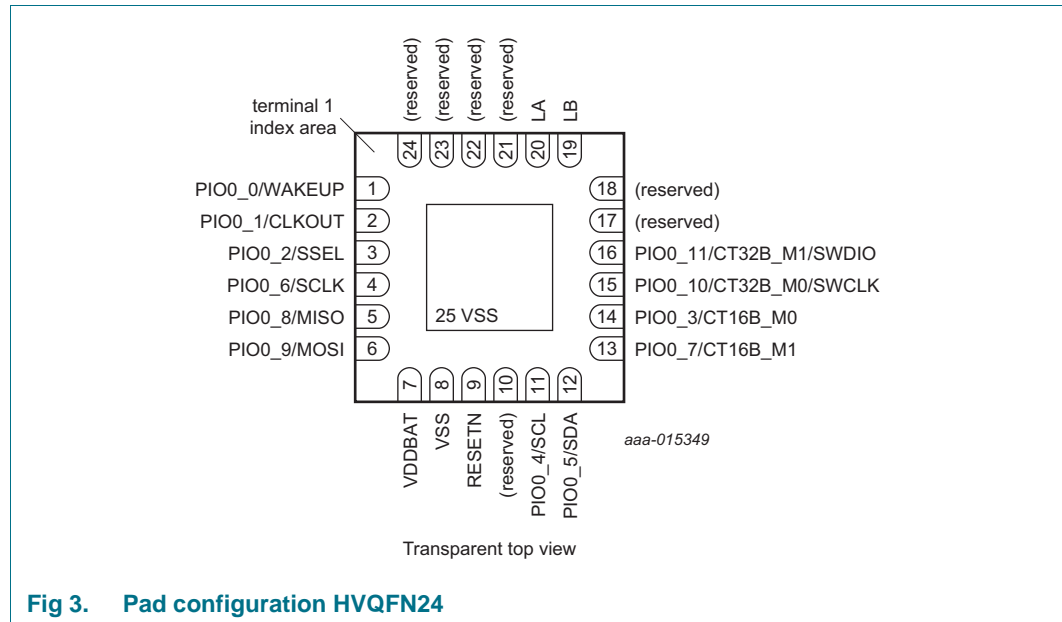 (reserved)
(reserved)
(reserved)
(reserved)
LA
LB
terminal 1
index area
24
23
22
21
20
19
PIO0_0/WAKEUP 1
18 (reserved)
PIO0_1/CLKOUT 2
17 (reserved)
PIO0_2/SSEL 3
16 PIO0_11/CT32B_M1/SWDIO
PIO0_6/SCLK 4
15 PIO0_10/CT32B_M0/SWCLK
PIO0_8/MISO 5
25 VSS
14 PIO0_3/CT16B_M0
PIO0_9/MOSI 6
13 PIO0_7/CT16B_M1
7
8
9
10
11
12
VDDBAT
VSS
RESETN
(reserved)
PIO0_4/SCL
PIO0_5/SDA
aaa-015349
Transparent top view
Fig 3. Pad configuration HVQFN24